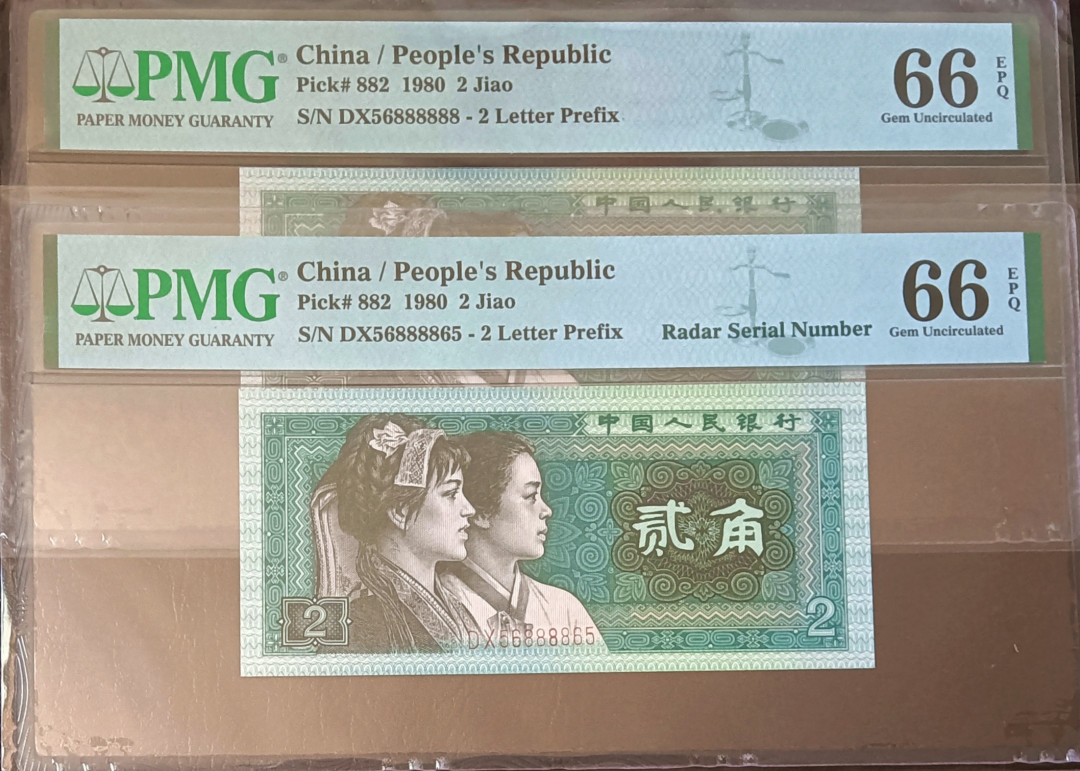 PMG®
PAPER MONEY GUARANTY
China / People's Republic
Pick# 882 1980 2 Jiao
S/N DX56888888 - 2 Letter Prefix
66 EPQ
Gem Uncirculated
中国人民银行
PMG®
PAPER MONEY GUARANTY
China / People's Republic
Pick# 882 1980 2 Jiao
S/N DX56888865 - 2 Letter Prefix
Radar Serial Number
66 EPQ
Gem Uncirculated
中国人民银行
贰角
2
2
DX56888865